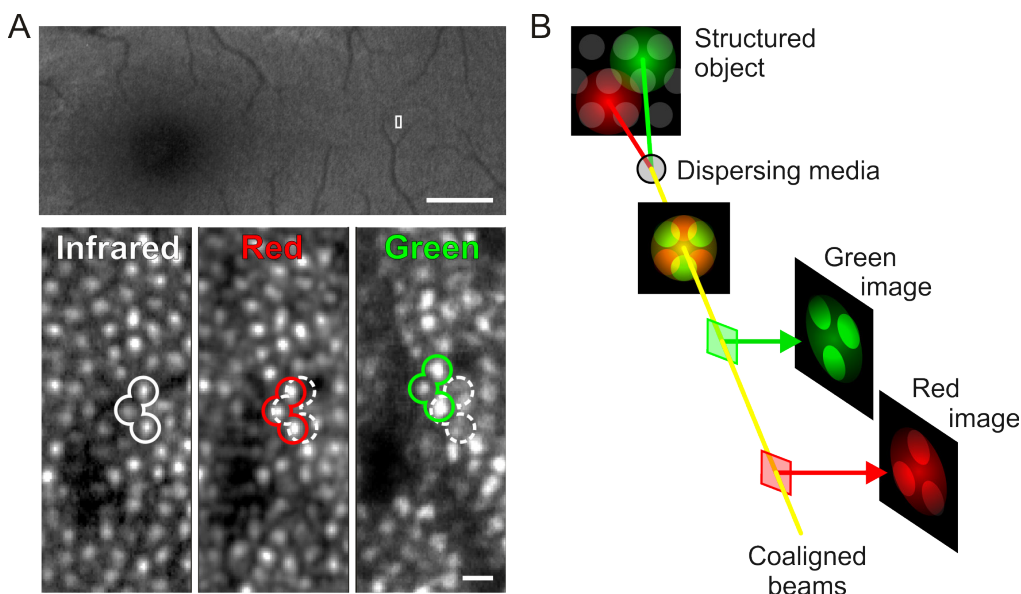 A
Infrared
Red
Green
B
Structured
object
Dispersing media
Green
image
Red
image
Coaligned
beams